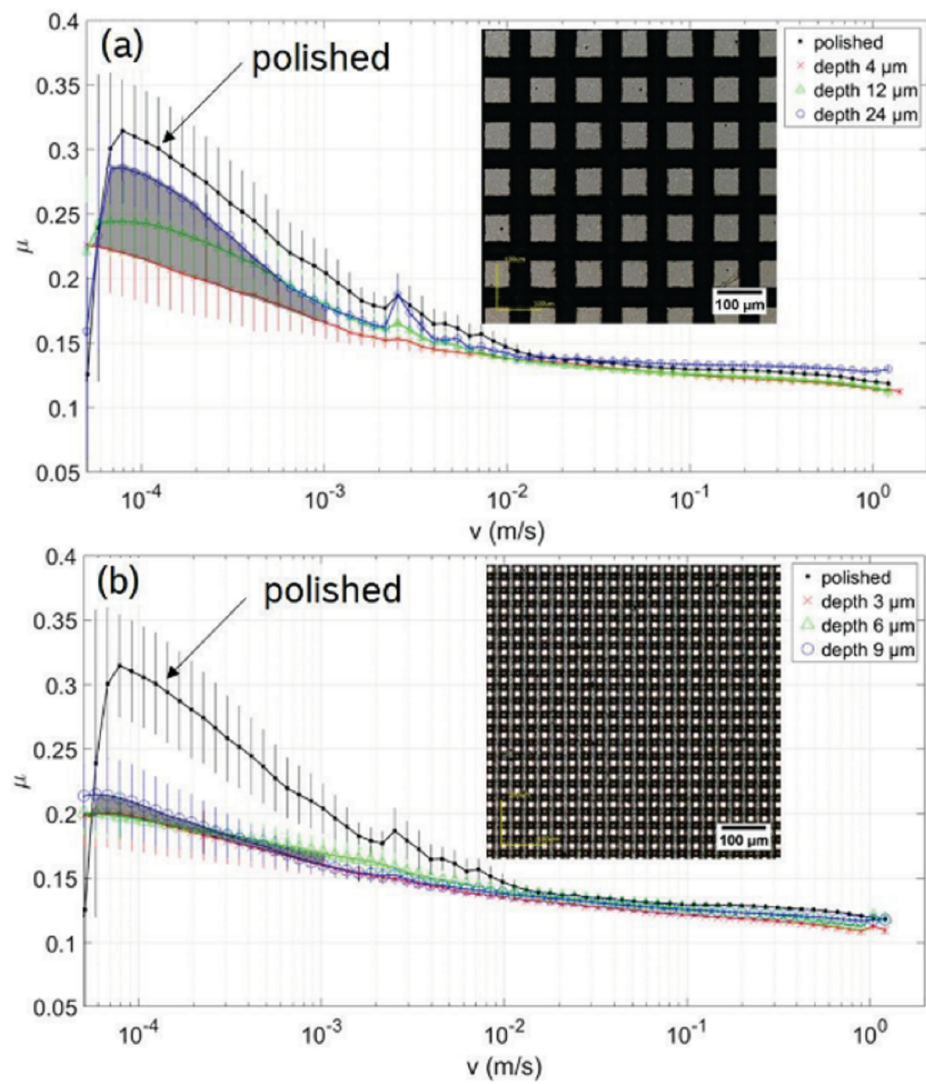 (a)
polished
polished
depth 4 μm
depth 12 μm
depth 24 μm
100 μm
0.4
0.35
0.3
0.25
0.2
0.15
0.1
0.05
μ
10⁻⁴
10⁻³
10⁻²
10⁻¹
10⁰
v (m/s)
(b)
polished
polished
depth 3 μm
depth 6 μm
depth 9 μm
100 μm
0.4
0.35
0.3
0.25
0.2
0.15
0.1
0.05
μ
10⁻⁴
10⁻³
10⁻²
10⁻¹
10⁰
v (m/s)